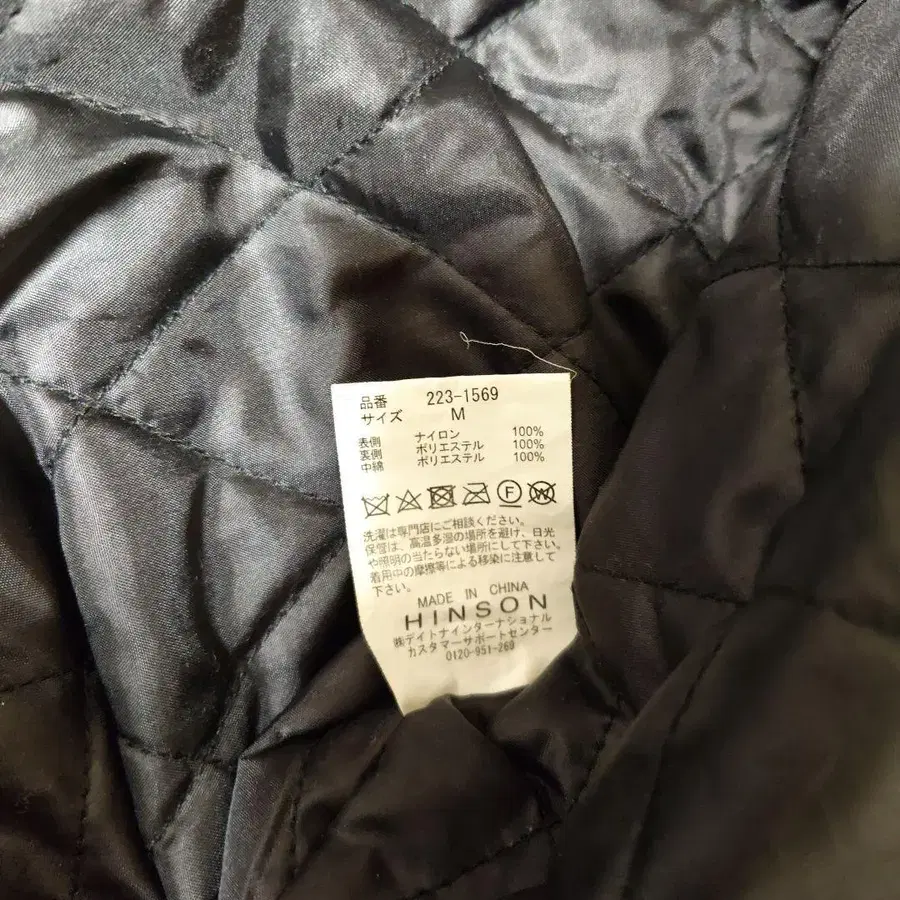 品番 223-1569
サイズ M
表側 ナイロン 100%
裏側 ポリエステル 100%
中綿 ポリエステル 100%
F W
洗濯は専門店にご相談ください。
保管は、高温多湿の場所を避け、日光
や照明の当たらない場所にして下さい。
着用中の摩擦等による移染に注意して
下さい。
MADE IN CHINA
HINSON
㈱デイトナインターナショナル
カスタマーサポートセンター
0120-951-269